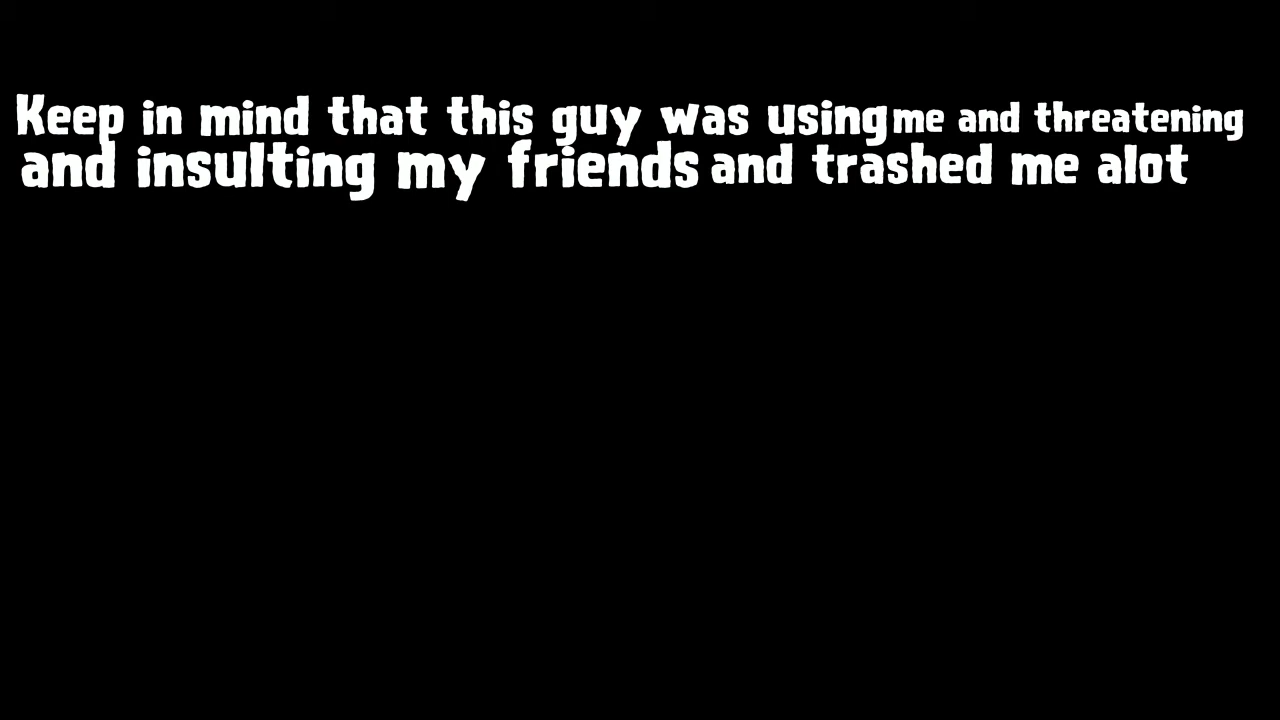 Keep in mind that this guy was using me and threatening
and insulting my friends and trashed me alot